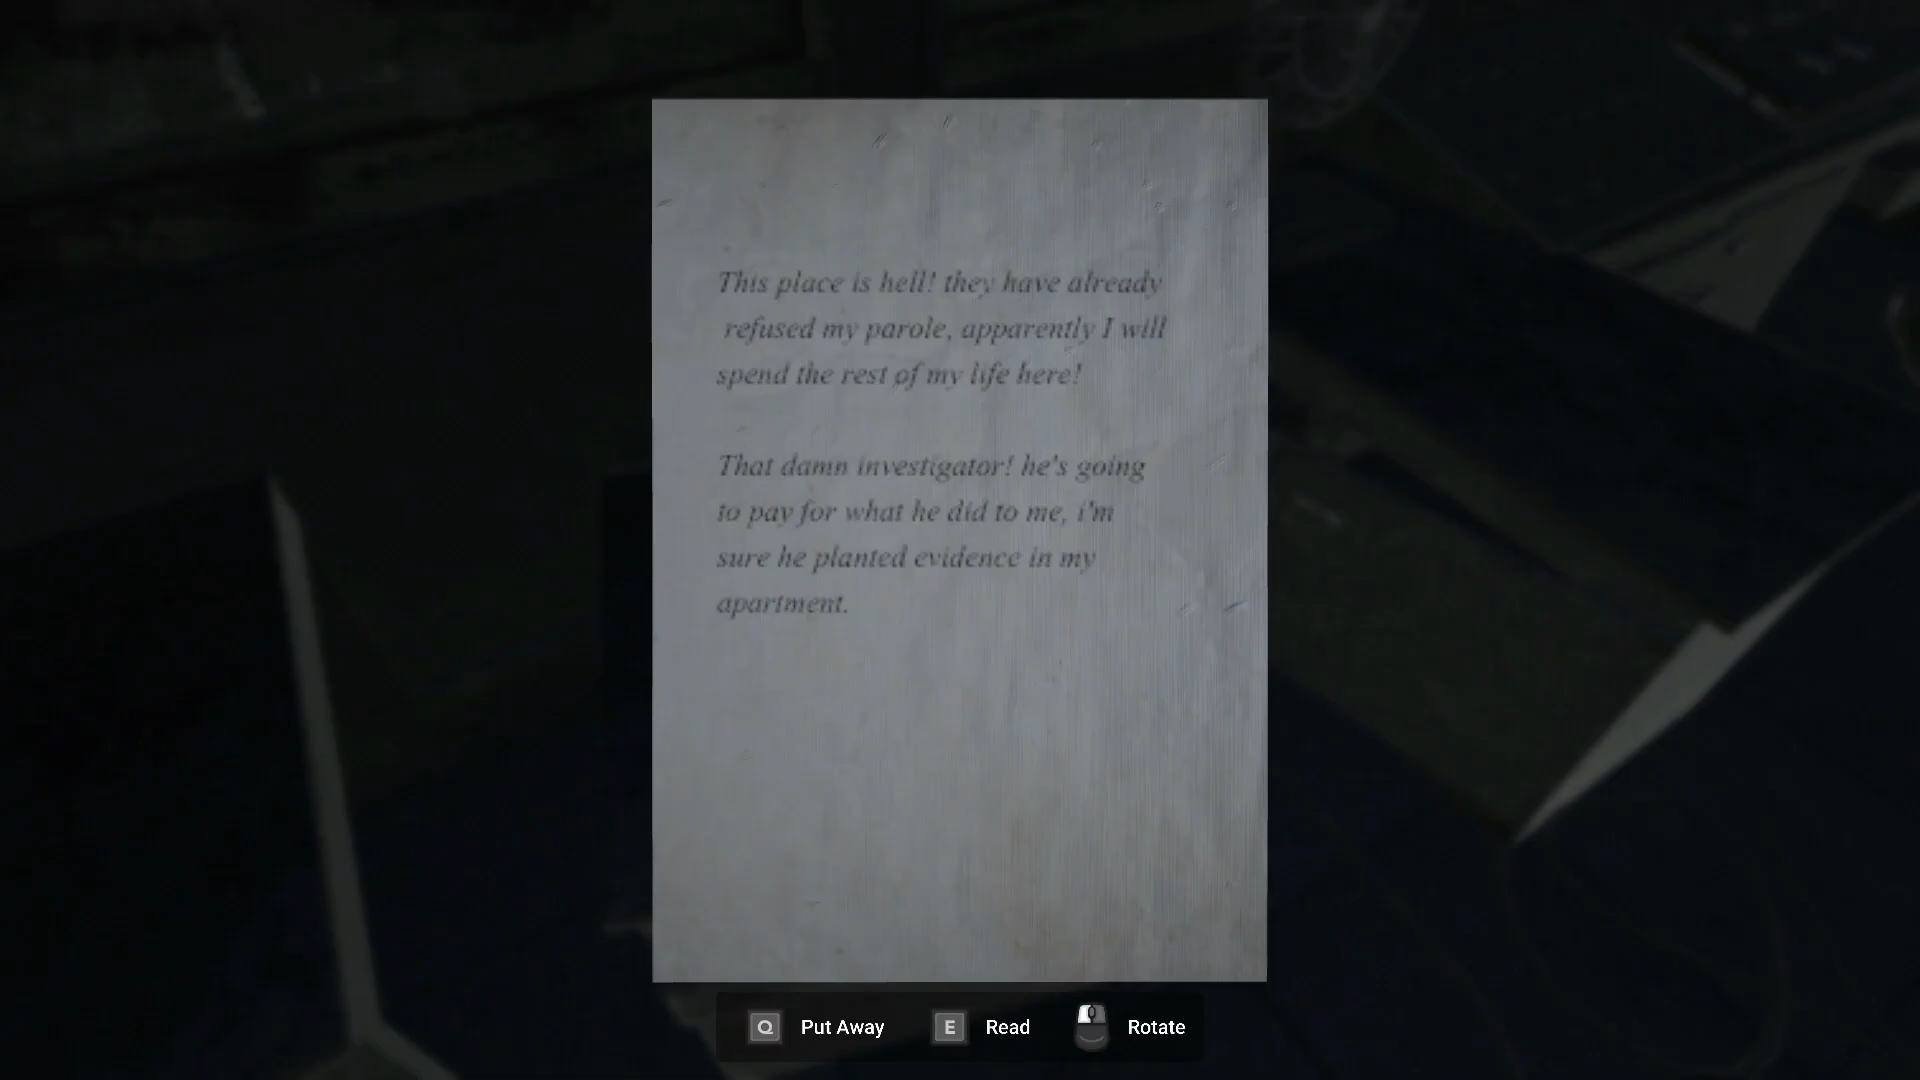 This place is hell! they have already
refused my parole, apparently I will
spend the rest of my life here!
That damn investigator! he's going
to pay for what he did to me, i'm
sure he planted evidence in my
apartment.
Q Put Away E Read Rotate